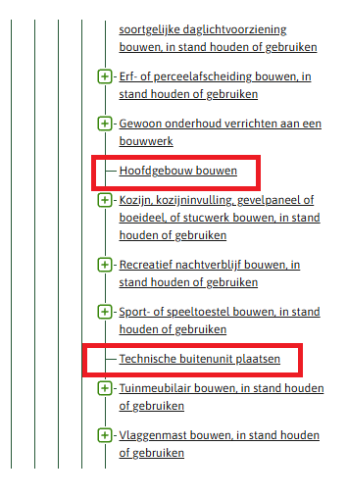 soortgelijke daglichtvoorziening
bouwen, in stand houden of gebruiken
Erf- of perceelafscheiding bouwen, in
stand houden of gebruiken
Gewoon onderhoud verrichten aan een
bouwwerk
Hoofdgebouw bouwen
Kozijn, kozijninvulling, gevelpaneel of
boeideel, of stucwerk bouwen, in stand
houden of gebruiken
Recreatief nachtverblijf bouwen, in
stand houden of gebruiken
Sport- of speeltoestel bouwen, in stand
houden of gebruiken
Technische buitenunit plaatsen
Tuinmeubilair bouwen, in stand houden
of gebruiken
Vlaggenmast bouwen, in stand houden
of gebruiken